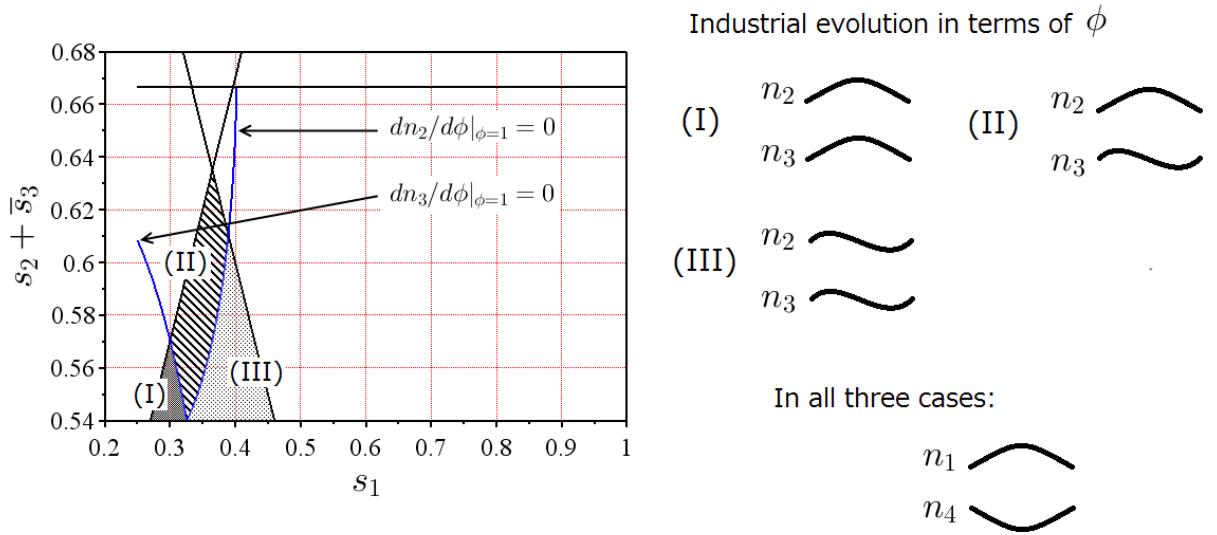 Industrial evolution in terms of ϕ
0.68
0.66
0.64
0.62
0.6
0.58
0.56
0.54
s₂ + s̅₃
0.2
0.3
0.4
0.5
0.6
0.7
0.8
0.9
1
s₁
dn₂/dϕ|ϕ=1 = 0
dn₃/dϕ|ϕ=1 = 0
(II)
(I)
(III)
(I)
n₂
n₃
(II)
n₂
n₃
(III)
n₂
n₃
In all three cases:
n₁
n₄